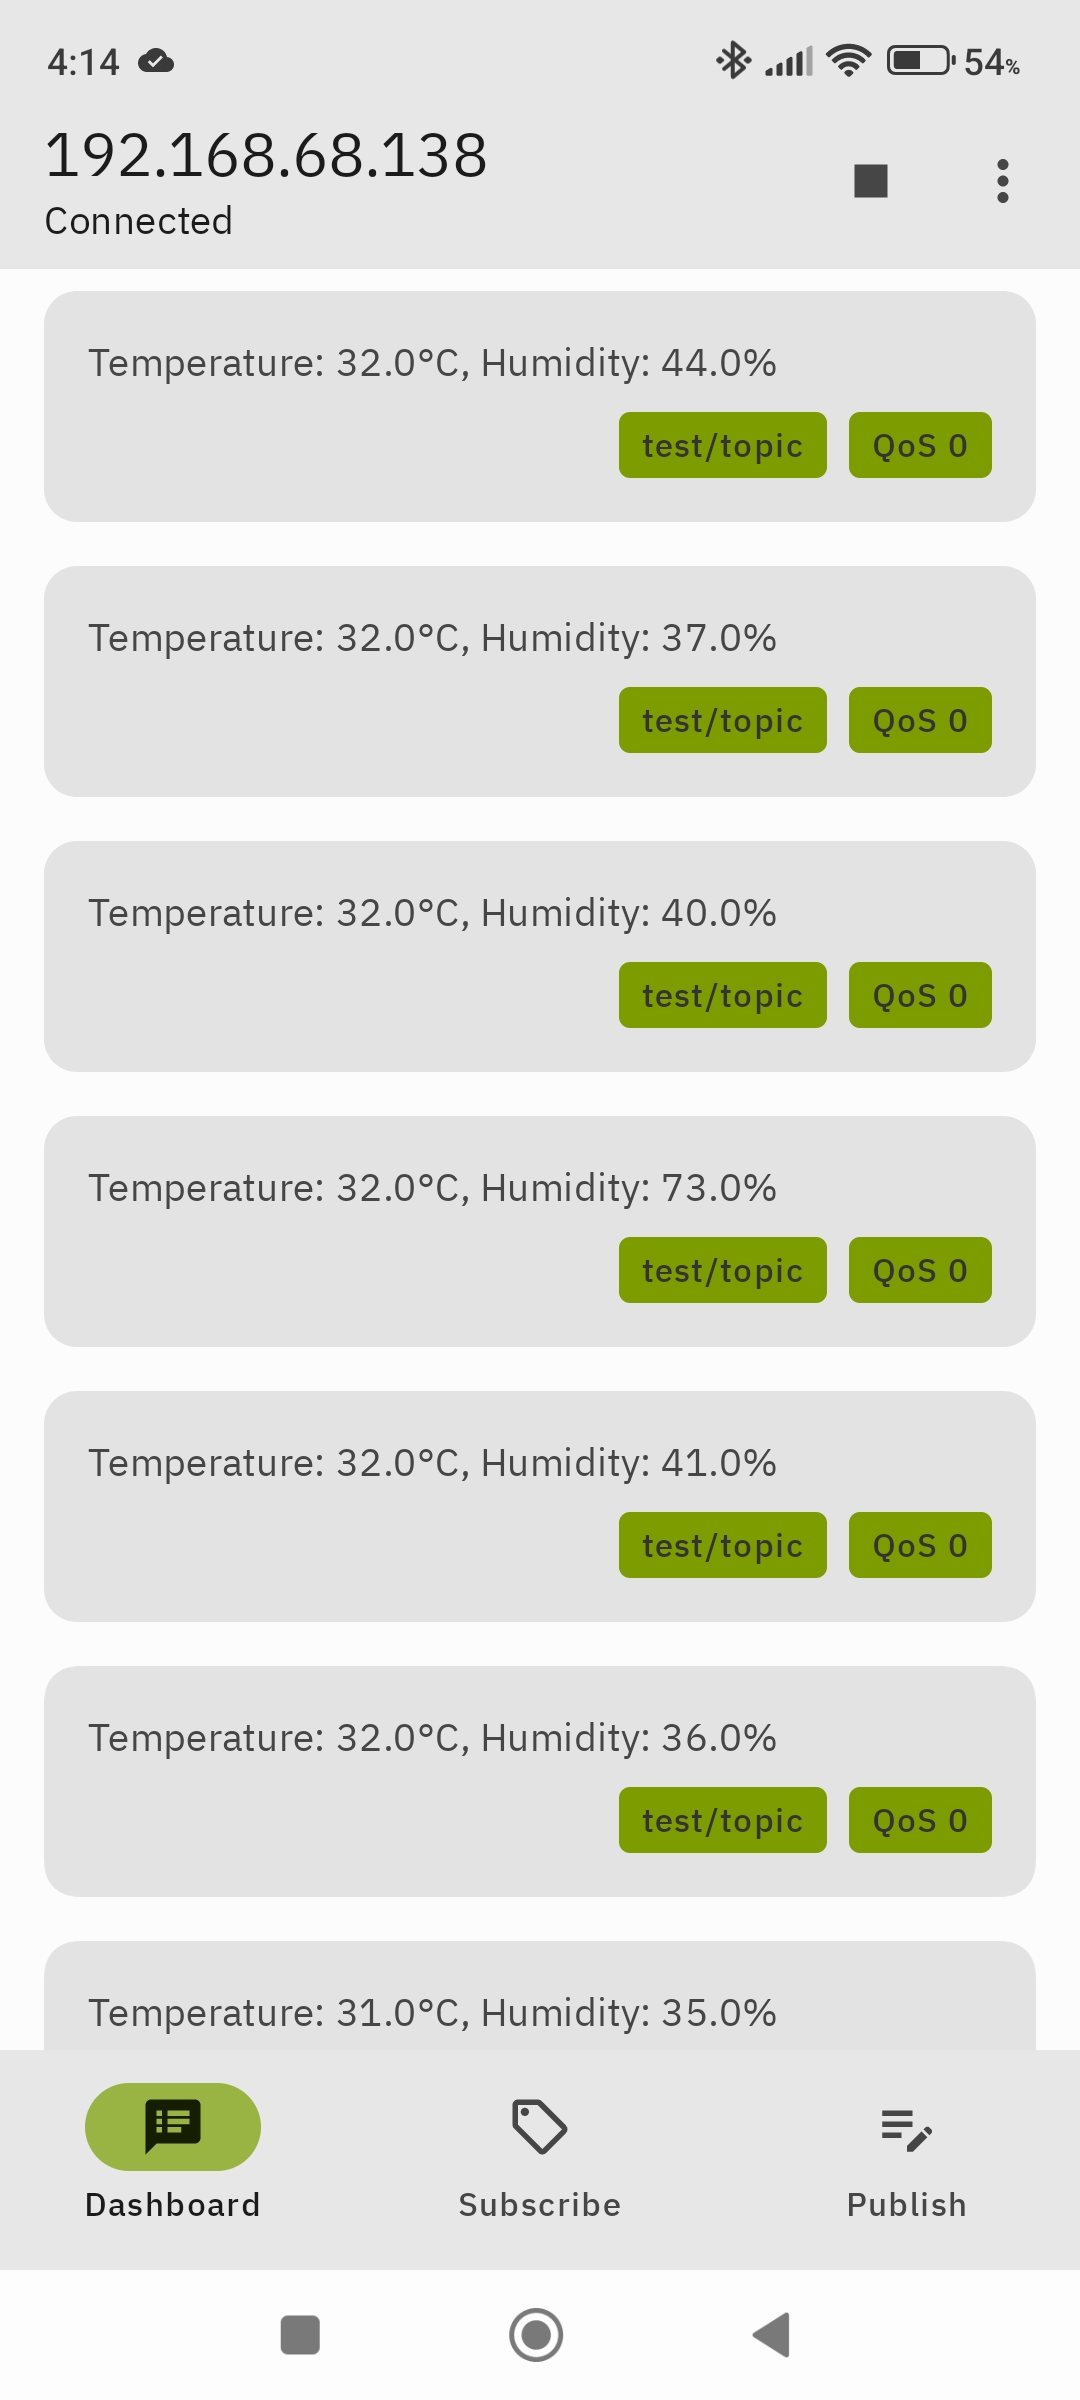 4:14
54%
192.168.68.138
Connected
Temperature: 32.0°C, Humidity: 44.0%
test/topic QoS 0
Temperature: 32.0°C, Humidity: 37.0%
test/topic QoS 0
Temperature: 32.0°C, Humidity: 40.0%
test/topic QoS 0
Temperature: 32.0°C, Humidity: 73.0%
test/topic QoS 0
Temperature: 32.0°C, Humidity: 41.0%
test/topic QoS 0
Temperature: 32.0°C, Humidity: 36.0%
test/topic QoS 0
Temperature: 31.0°C, Humidity: 35.0%
Dashboard Subscribe Publish